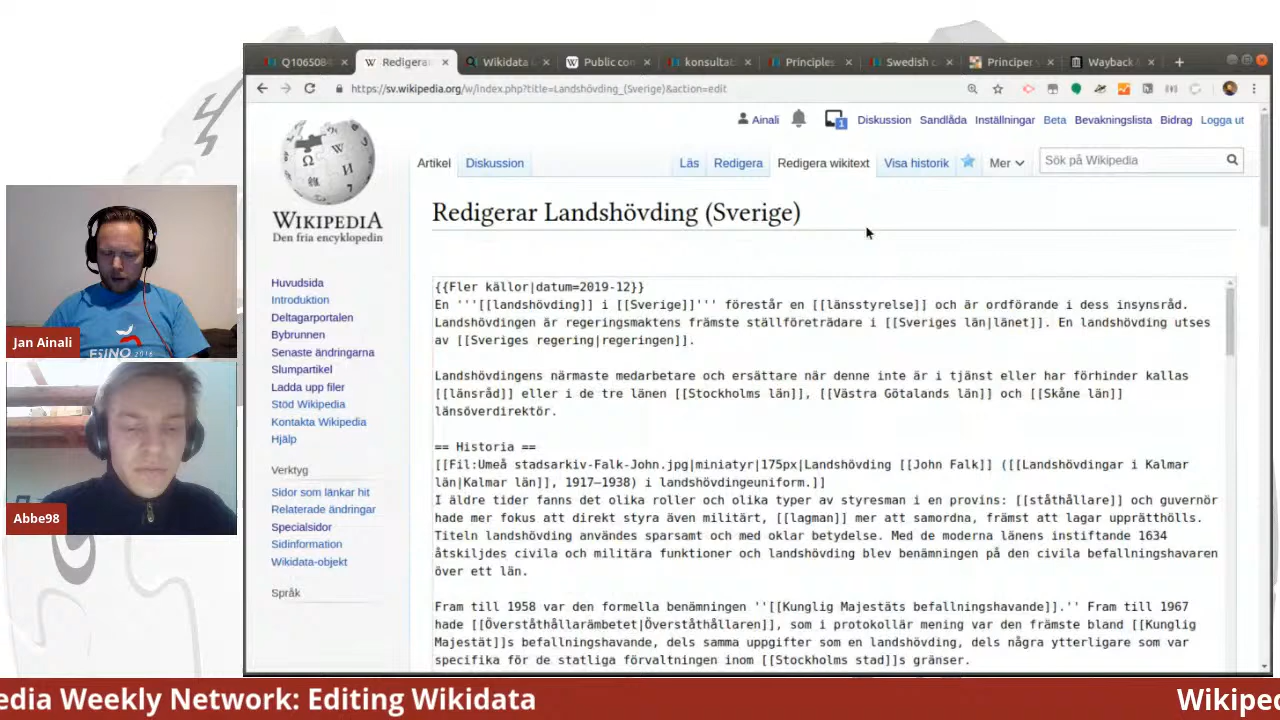 Q1065084
Redigerar
Wikidata
Public con
konsultat
Principles
Swedish c
Principer
Wayback
https://sv.wikipedia.org/w/index.php?title=Landshövding_(Sverige)&action=edit
Ainali
1
Diskussion
Sandlåda
Inställningar
Beta
Bevakningslista
Bidrag
Logga ut
Artikel
Diskussion
Läs
Redigera
Redigera wikitext
Visa historik
Mer
Sök på Wikipedia
WIKIPEDIA
Den fria encyklopedin
Redigerar Landshövding (Sverige)
Huvudsida
Introduktion
Deltagarportalen
Bybrunnen
Senaste ändringarna
Slumpartikel
Ladda upp filer
Stöd Wikipedia
Kontakta Wikipedia
Hjälp
Verktyg
Sidor som länkar hit
Relaterade ändringar
Specialsidor
Sidinformation
Wikidata-objekt
Språk
{{Fler källor|datum=2019-12}}
En '''[[landshövding]] i [[Sverige]]''' förestår en [[länsstyrelse]] och är ordförande i dess insynsråd.
Landshövdingen är regeringsmaktens främste ställföreträdare i [[Sveriges län|länet]]. En landshövding utses
av [[Sveriges regering|regeringen]].
Landshövdingens närmaste medarbetare och ersättare när denne inte är i tjänst eller har förhinder kallas
[[länsråd]] eller i de tre länen [[Stockholms län]], [[Västra Götalands län]] och [[Skåne län]]
länsöverdirektör.
== Historia ==
[[Fil:Umeå stadsarkiv-Falk-John.jpg|miniatyr|175px|Landshövding [[John Falk]] ([[Landshövdingar i Kalmar
län|Kalmar län]], 1917–1938) i landshövdingeuniform.]]
I äldre tider fanns det olika roller och olika typer av styresman i en provins: [[ståthållare]] och guvernör
hade mer fokus att direkt styra även militärt, [[lagman]] mer att samordna, främst att lagar upprätthölls.
Titeln landshövding användes sparsamt och med oklar betydelse. Med de moderna länens instiftande 1634
åtskiljdes civila och militära funktioner och landshövding blev benämningen på den civila befallningshavaren
över ett län.
Fram till 1958 var den formella benämningen ''[[Kunglig Majestäts befallningshavande]].'' Fram till 1967
hade [[Överståthållarämbetet|Överståthållaren]], som i protokollär mening var den främste bland [[Kunglig
Majestät]]s befallningshavande, dels samma uppgifter som en landshövding, dels några ytterligare som var
specifika för de statliga förvaltningen inom [[Stockholms stad]]s gränser.
ESINO
2016
Jan Ainali
Abbe98
edia Weekly Network: Editing Wikidata
Wikiped